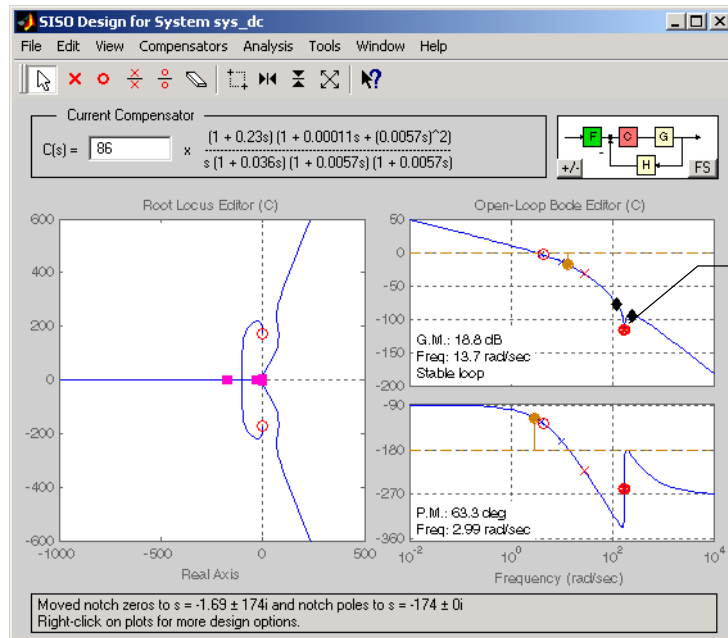 SISO Design for System sys_dc
File Edit View Compensators Analysis Tools Window Help
Current Compensator
C(s) = 86 x (1 + 0.23s) (1 + 0.00011s + (0.0057s)^2)
s (1 + 0.036s) (1 + 0.0057s) (1 + 0.0057s)
F C G
H
+/- FS
Root Locus Editor (C)
600
400
200
0
-200
-400
-600
-1000 -500 0 500
Real Axis
Open-Loop Bode Editor (C)
50
0
-50
-100
-150
-200
G.M.: 18.8 dB
Freq: 13.7 rad/sec
Stable loop
-90
-180
-270
-360
P.M.: 63.3 deg
Freq: 2.99 rad/sec
10^-2 10^0 10^2 10^4
Frequency (rad/sec)
Moved notch zeros to s = -1.69 ± 174i and notch poles to s = -174 ± 0i
Right-click on plots for more design options.